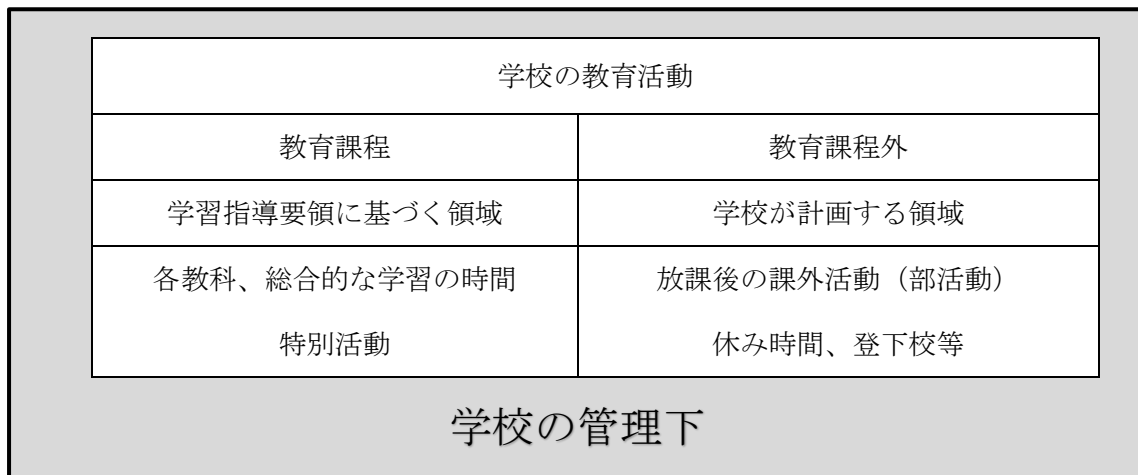 学校の教育活動
教育課程
教育課程外
学習指導要領に基づく領域
学校が計画する領域
各教科、総合的な学習の時間
特別活動
放課後の課外活動（部活動）
休み時間、登下校等
学校の管理下